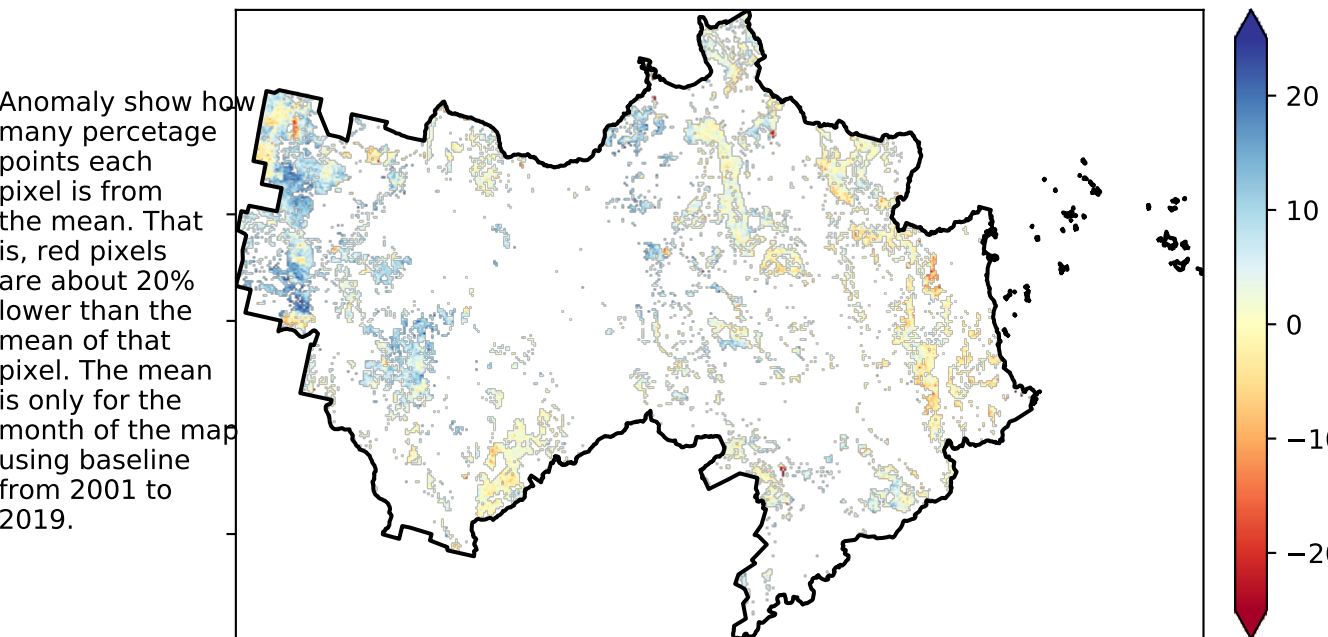 Anomaly show how
many percetage
points each
pixel is from
the mean. That
is, red pixels
are about 20%
lower than the
mean of that
pixel. The mean
is only for the
month of the map
using baseline
from 2001 to
2019.
20
10
0
−10
−20